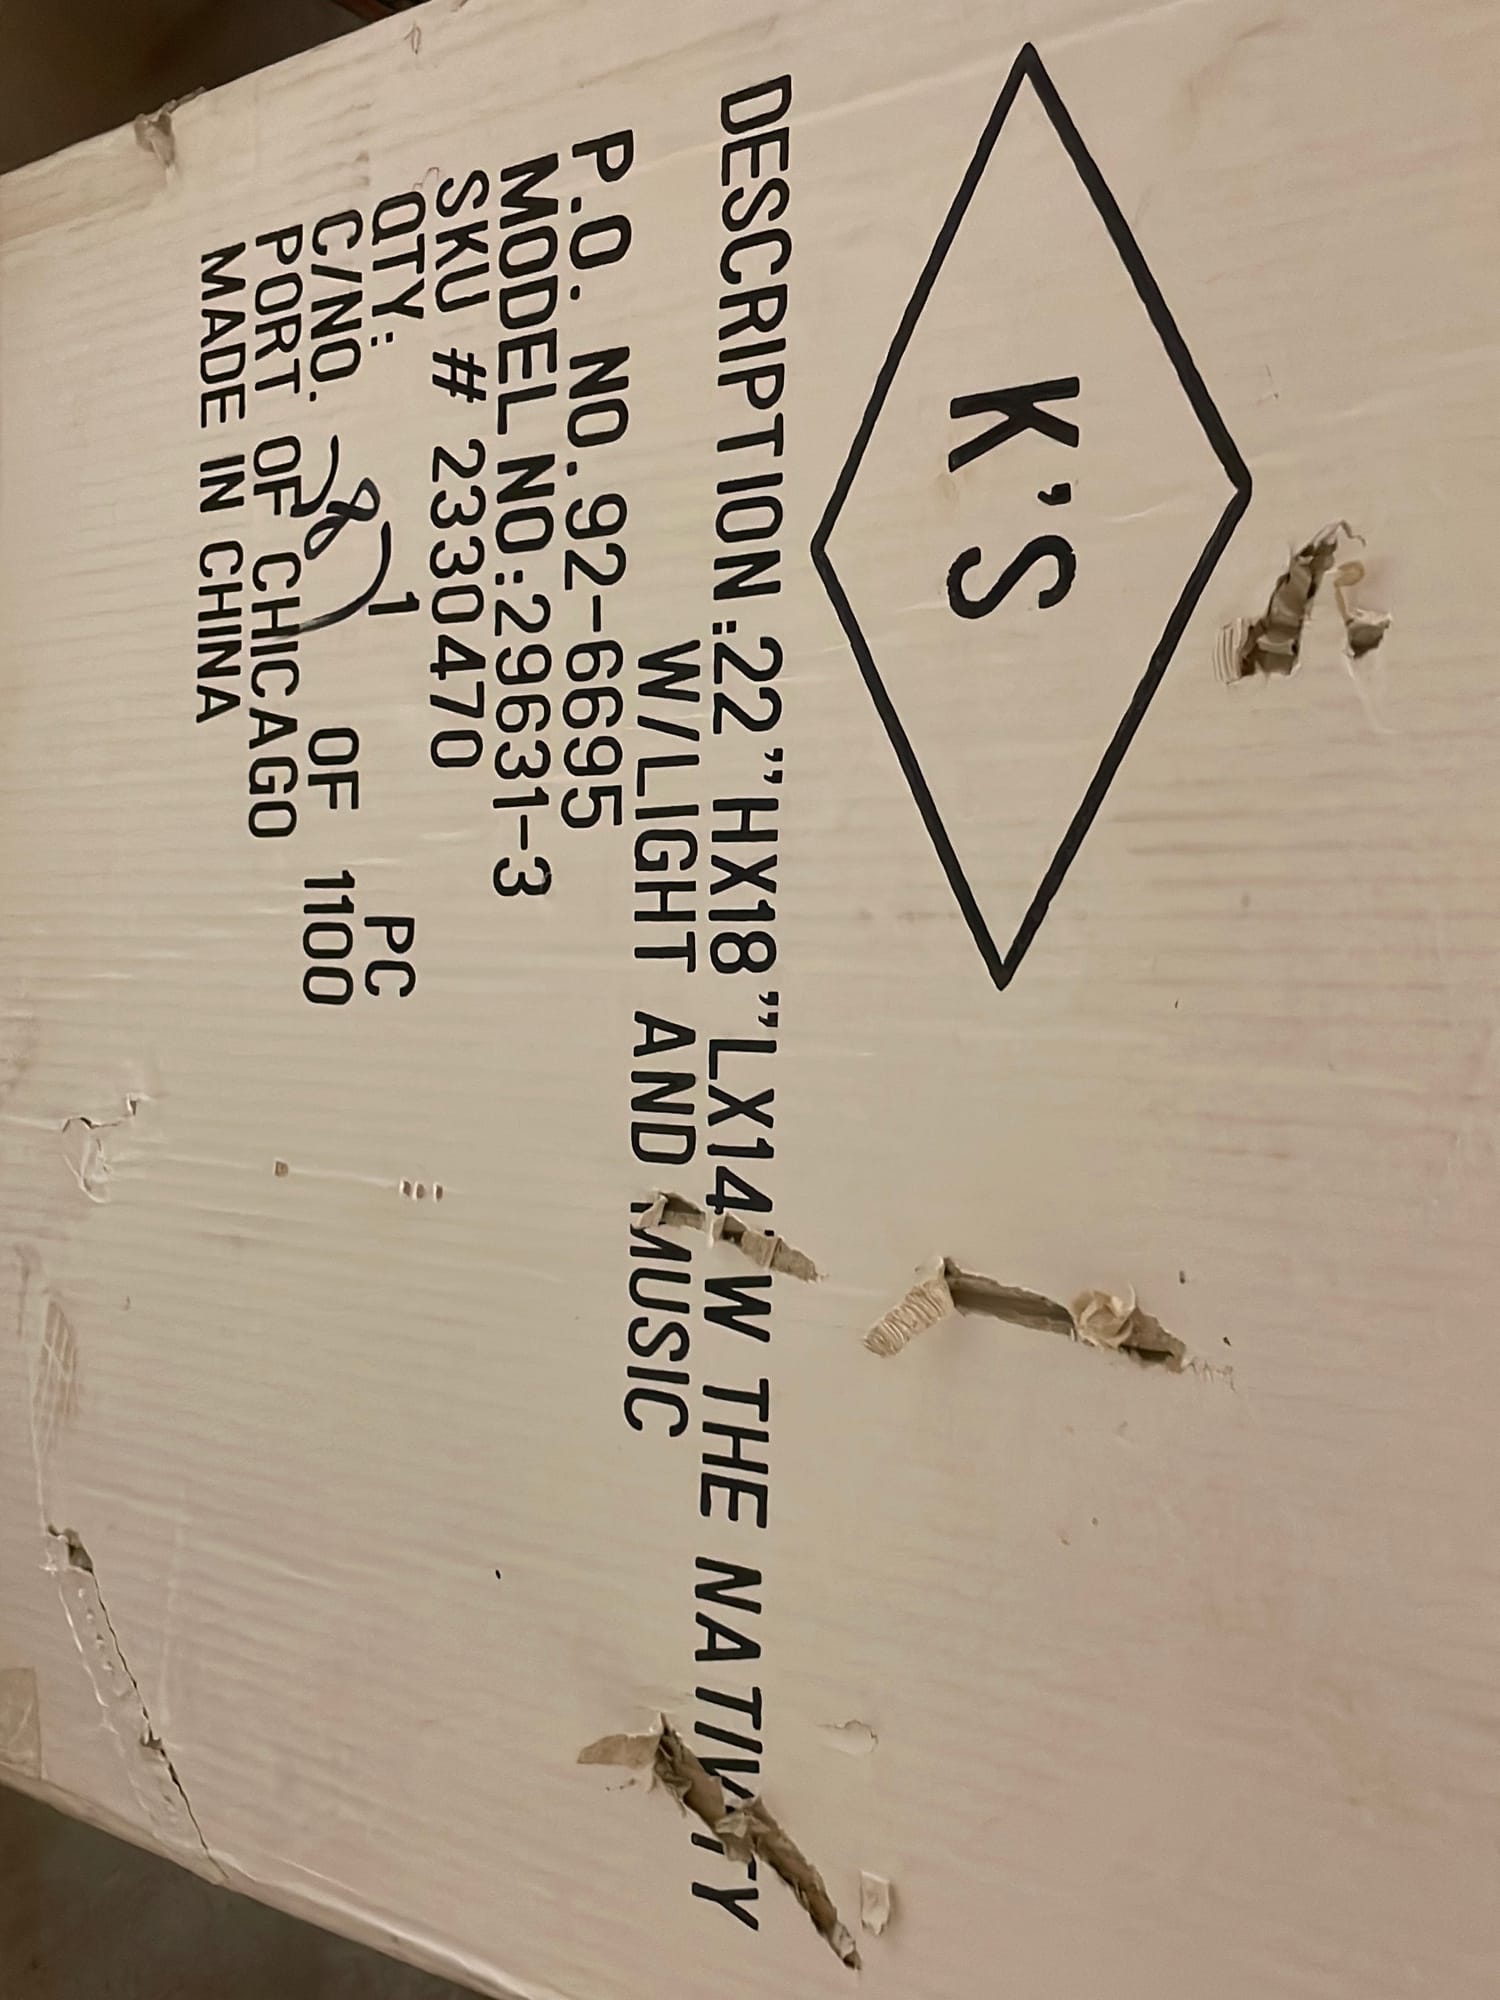 K'S
DESCRIPTION:22"HX18"LX14"W THE NATIVITY
W/LIGHT AND MUSIC
P.O. NO.92-6695
MODEL NO:29631-3
SKU # 2330470
QTY: 1 PC
C/NO. OF 1100
PORT OF CHICAGO
MADE IN CHINA